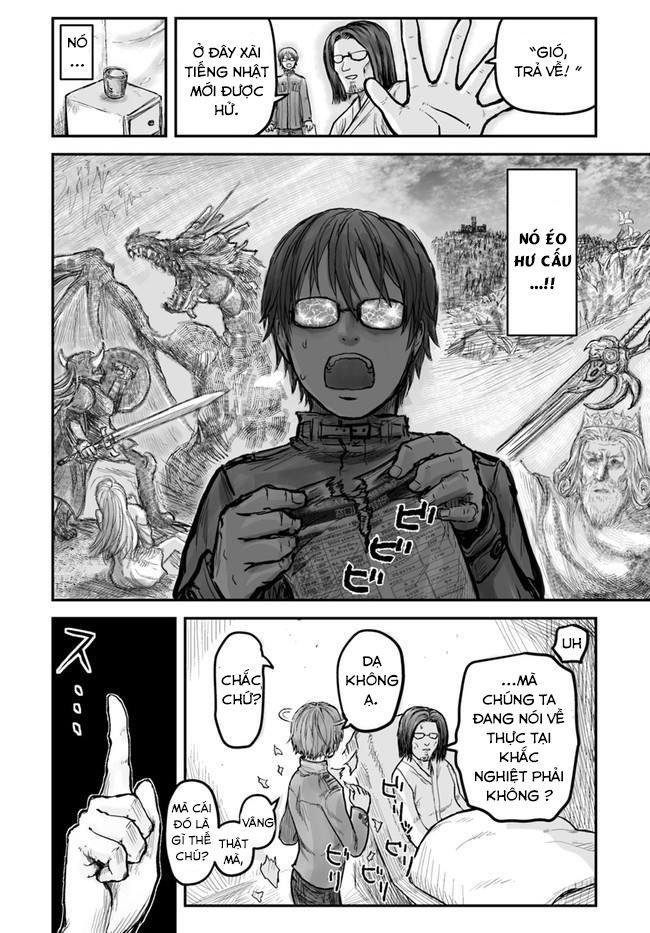 "GIÓ,
TRẢ VỀ! "
Ở ĐÂY XÀI
TIẾNG NHẬT
MỚI ĐƯỢC
HỬ.
NÓ
...
NÓ ÉO
HƯ CẤU
...!!
ビ
ビ
ビ
UH
...MÀ
CHÚNG TA
ĐANG NÓI VỀ
THỰC TẠI
KHẮC
NGHIỆT PHẢI
KHÔNG ?
DẠ
KHÔNG
Ạ.
CHẮC
CHỨ?
VÂNG
THẬT
MÀ,
MÀ CÁI
ĐÓ LÀ
GÌ THẾ
CHÚ?
ス....